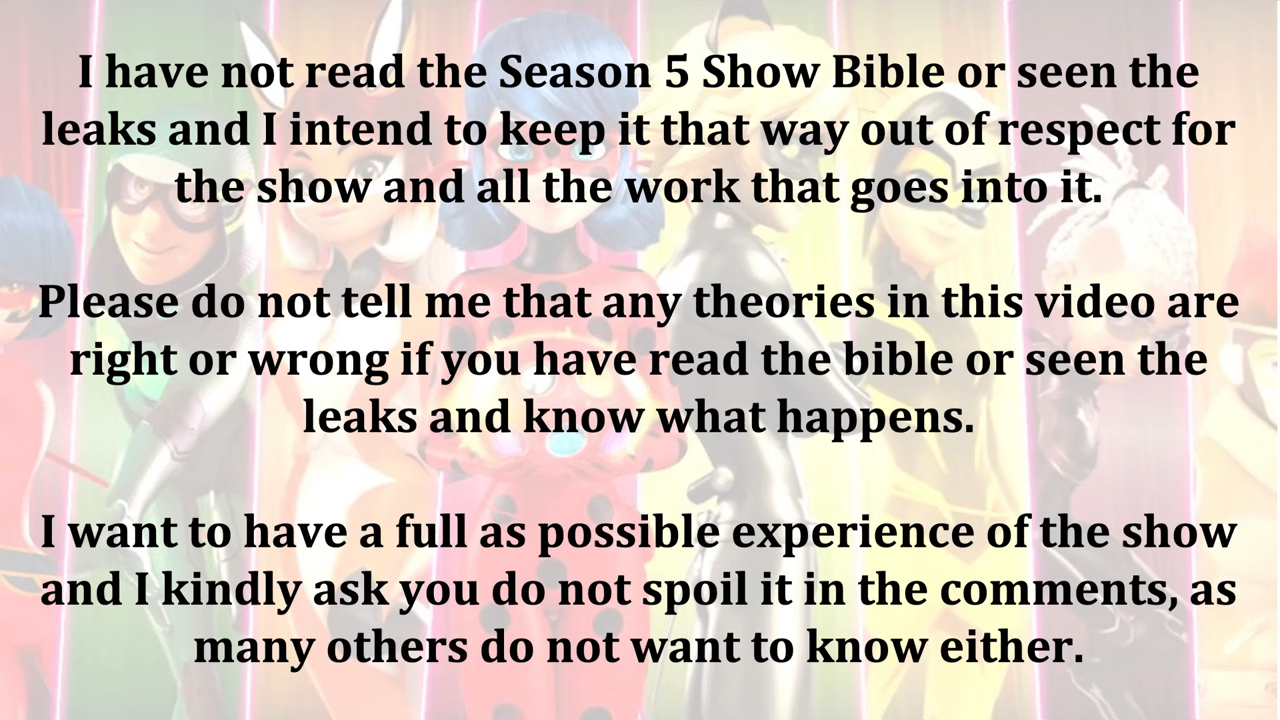 I have not read the Season 5 Show Bible or seen the
leaks and I intend to keep it that way out of respect for
the show and all the work that goes into it.
Please do not tell me that any theories in this video are
right or wrong if you have read the bible or seen the
leaks and know what happens.
I want to have a full as possible experience of the show
and I kindly ask you do not spoil it in the comments, as
many others do not want to know either.